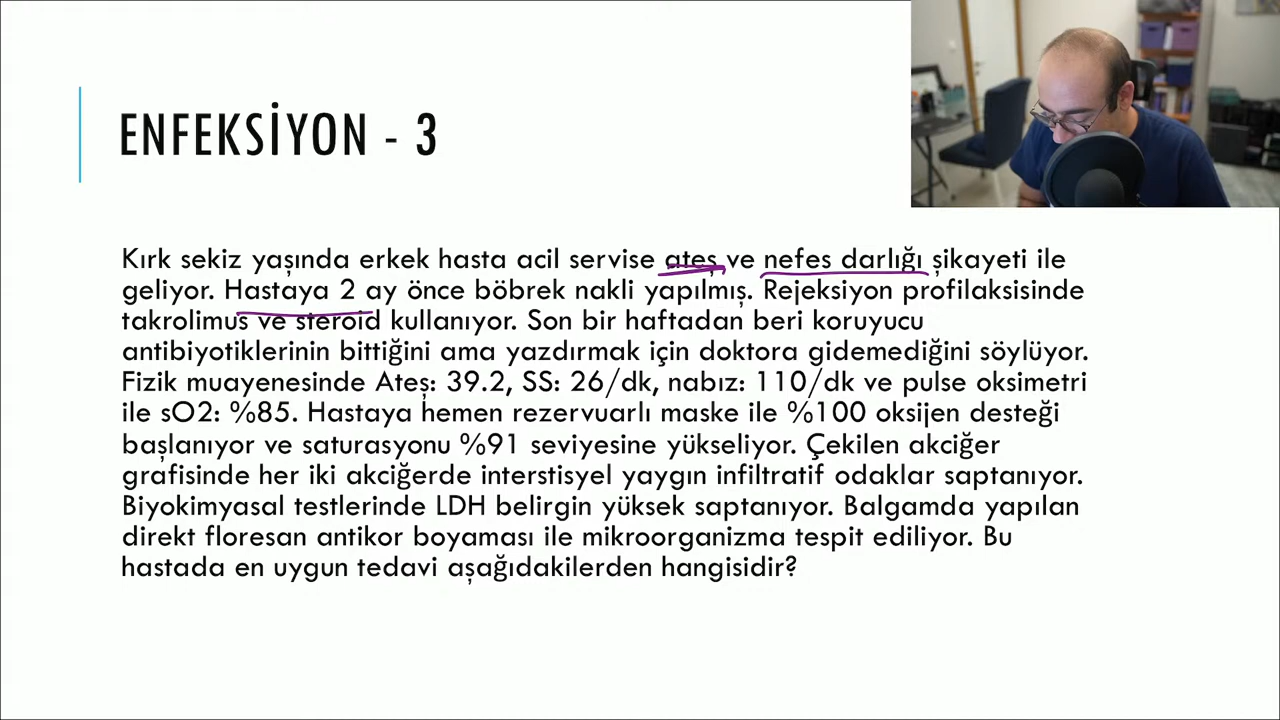 ENFEKSİYON - 3
Kırk sekiz yaşında erkek hasta acil servise ateş ve nefes darlığı şikayeti ile
geliyor. Hastaya 2 ay önce böbrek nakli yapılmış. Rejeksiyon profilaksisinde
takrolimus ve steroid kullanıyor. Son bir haftadan beri koruyucu
antibiyotiklerinin bittiğini ama yazdırmak için doktora gidemediğini söylüyor.
Fizik muayenesinde Ateş: 39.2, SS: 26/dk, nabız: 110/dk ve pulse oksimetri
ile sO2: %85. Hastaya hemen rezervuarlı maske ile %100 oksijen desteği
başlanıyor ve saturasyonu %91 seviyesine yükseliyor. Çekilen akciğer
grafisinde her iki akciğerde interstisyel yaygın infiltratif odaklar saptanıyor.
Biyokimyasal testlerinde LDH belirgin yüksek saptanıyor. Balgamda yapılan
direkt floresan antikor boyaması ile mikroorganizma tespit ediliyor. Bu
hastada en uygun tedavi aşağıdakilerden hangisidir?